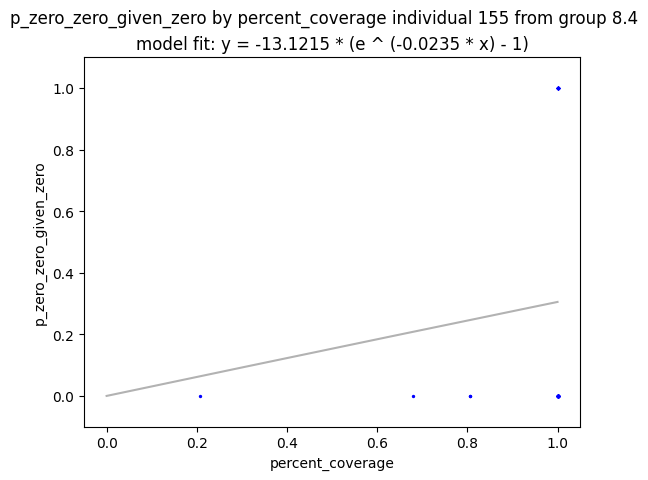 p_zero_zero_given_zero by percent_coverage individual 155 from group 8.4
model fit: y = -13.1215 * (e ^ (-0.0235 * x) - 1)
1.0
0.8
0.6
0.4
0.2
0.0
p_zero_zero_given_zero
0.0 0.2 0.4 0.6 0.8 1.0
percent_coverage